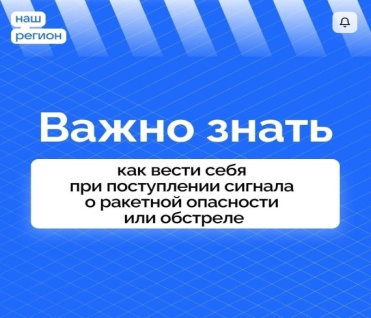 наш
регион
Важно знать
как вести себя
при поступлении сигнала
о ракетной опасности
или обстреле